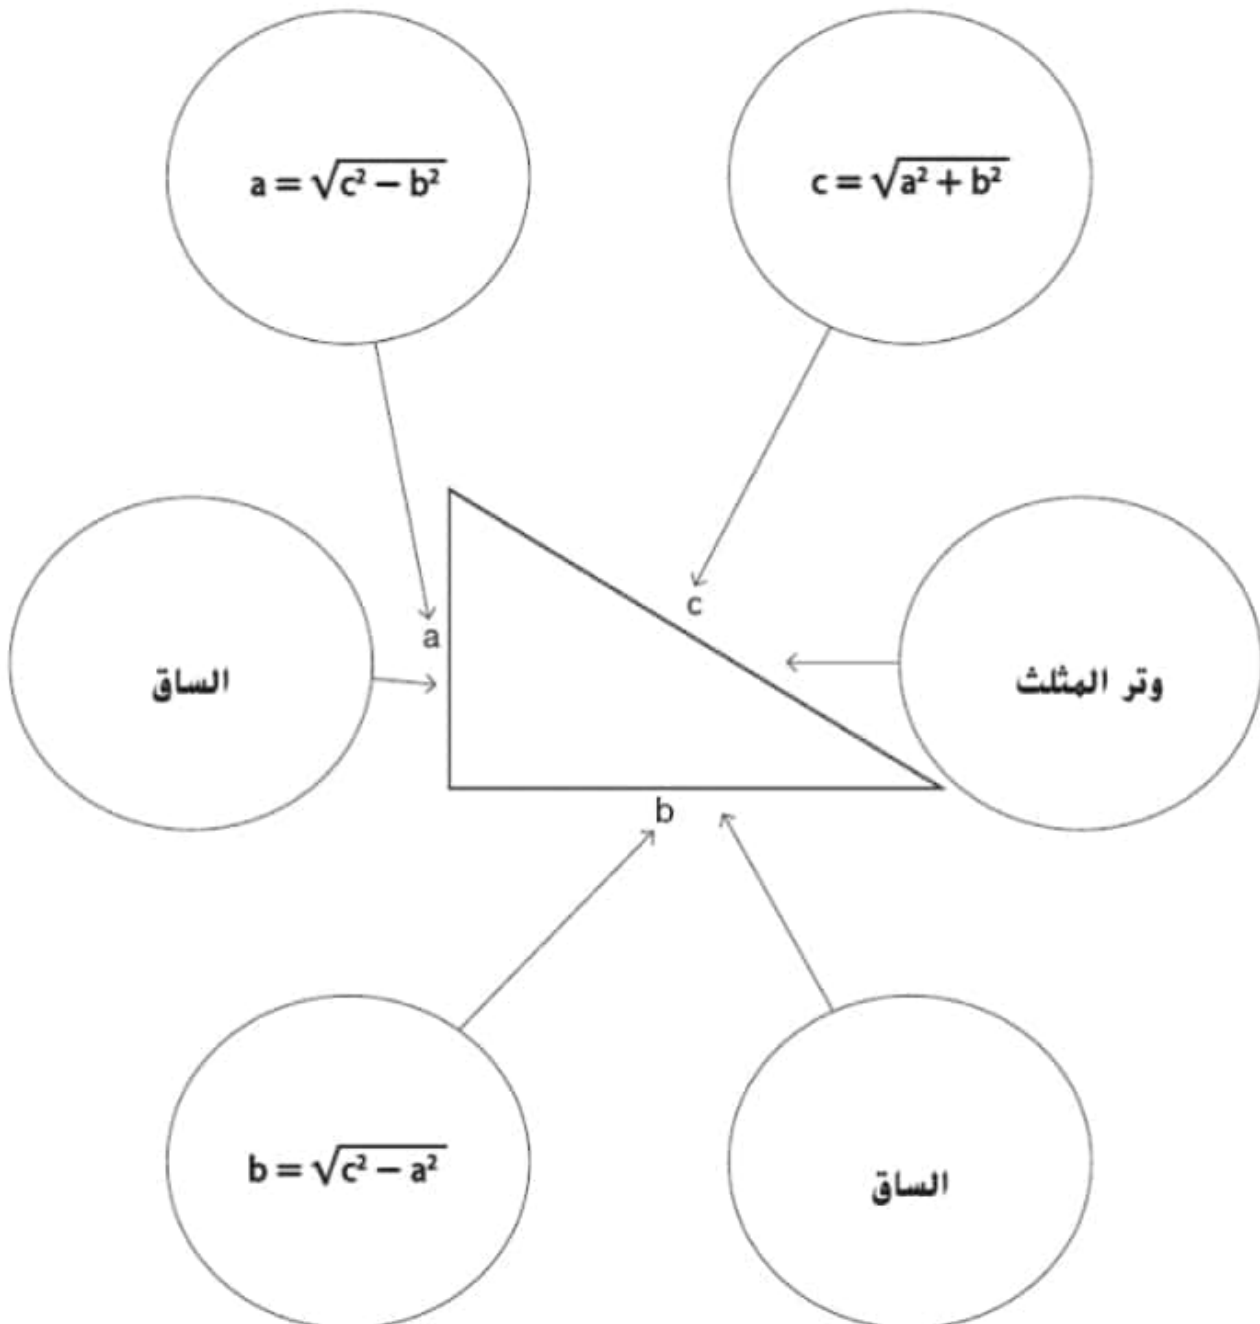 a = √c² − b²
c = √a² + b²
c
a
الساق
وتر المثلث
b
b = √c² − a²
الساق